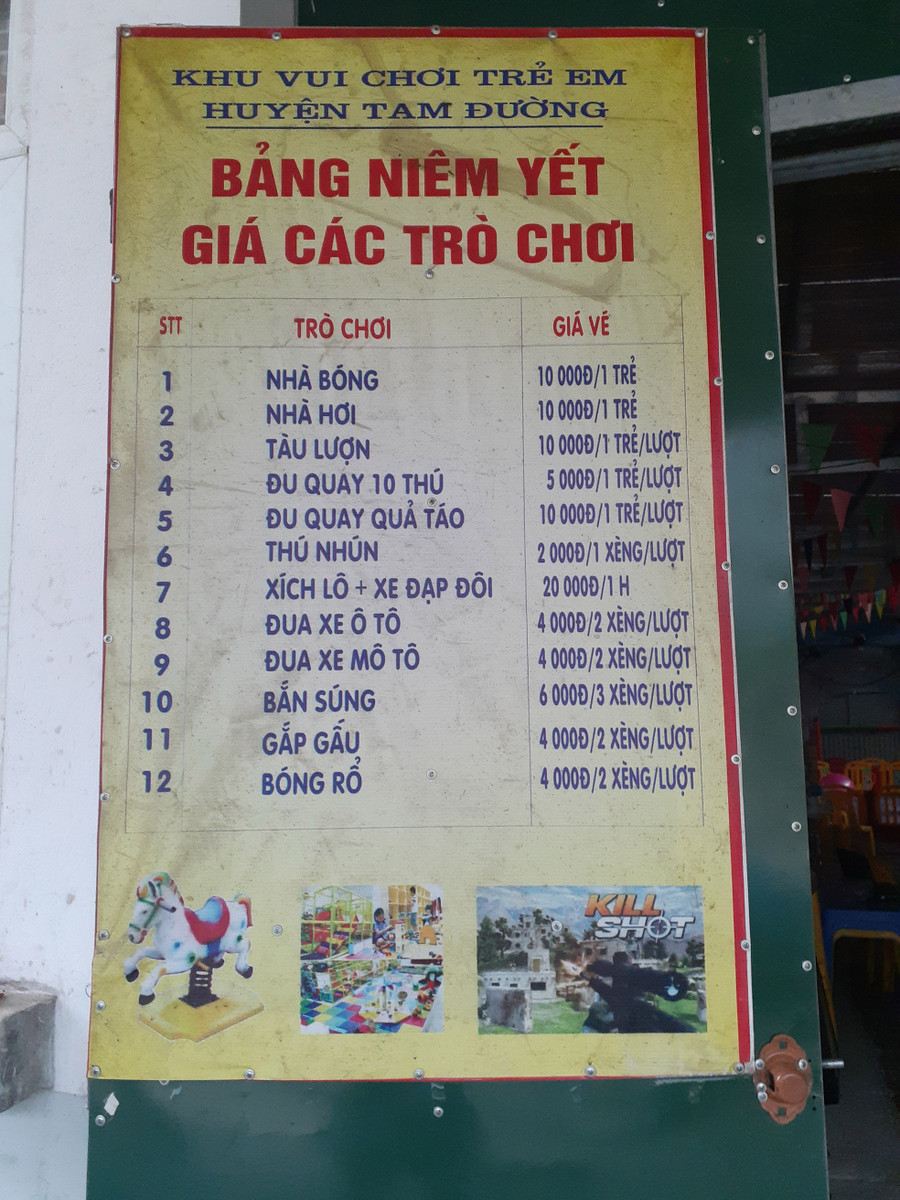 KHU VUI CHƠI TRẺ EM
HUYỆN TAM ĐƯỜNG
BẢNG NIÊM YẾT
GIÁ CÁC TRÒ CHƠI
STT TRÒ CHƠI GIÁ VÉ
1 NHÀ BÓNG 10 000Đ/1 TRẺ
2 NHÀ HƠI 10 000Đ/1 TRẺ
3 TÀU LƯỢN 10 000Đ/1 TRẺ/LƯỢT
4 ĐU QUAY 10 THÚ 5 000Đ/1 TRẺ/LƯỢT
5 ĐU QUAY QUẢ TÁO 10 000Đ/1 TRẺ/LƯỢT
6 THÚ NHÚN 2 000Đ/1 XÈNG/LƯỢT
7 XÍCH LÔ + XE ĐẠP ĐÔI 20 000Đ/1 H
8 ĐUA XE Ô TÔ 4 000Đ/2 XÈNG/LƯỢT
9 ĐUA XE MÔ TÔ 4 000Đ/2 XÈNG/LƯỢT
10 BẮN SÚNG 6 000Đ/3 XÈNG/LƯỢT
11 GẮP GẤU 4 000Đ/2 XÈNG/LƯỢT
12 BÓNG RỔ 4 000Đ/2 XÈNG/LƯỢT
KILL
SHOT